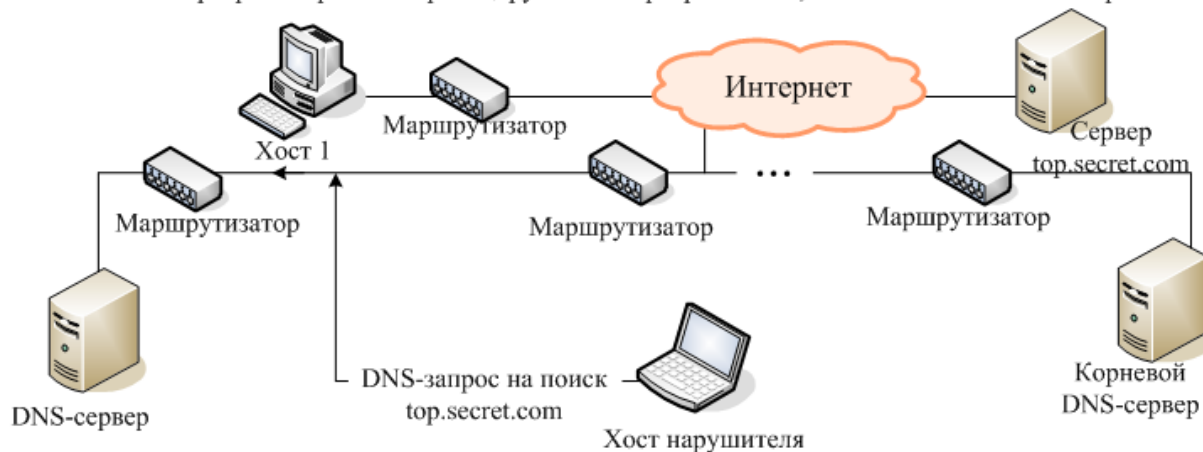 Интернет
Маршрутизатор
Хост 1
Сервер
top.secret.com
Маршрутизатор
Маршрутизатор
Маршрутизатор
DNS-запрос на поиск
top.secret.com
DNS-сервер
Хост нарушителя
Корневой
DNS-сервер